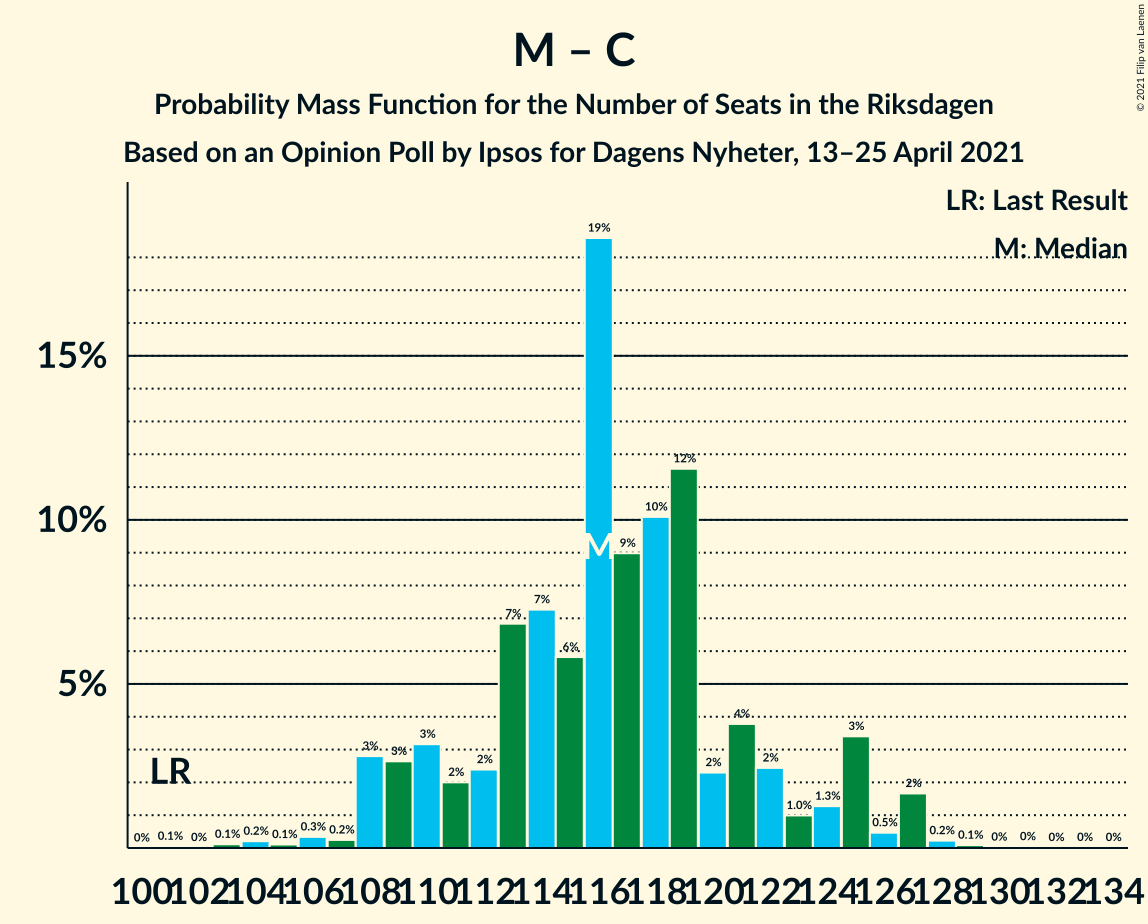 M – C
Probability Mass Function for the Number of Seats in the Riksdagen
Based on an Opinion Poll by Ipsos for Dagens Nyheter, 13–25 April 2021
© 2021 Filip van Laenen
LR: Last Result
M: Median
15%
10%
5%
LR
M
0% 0.1% 0% 0.1% 0.2% 0.1% 0.3% 0.2% 3% 3% 3% 2% 2% 7% 7% 6% 19% 9% 10% 12% 2% 4% 2% 1.0% 1.3% 3% 0.5% 2% 0.2% 0.1% 0% 0% 0% 0% 0%
100 102 104 106 108 110 112 114 116 118 120 122 124 126 128 130 132 134